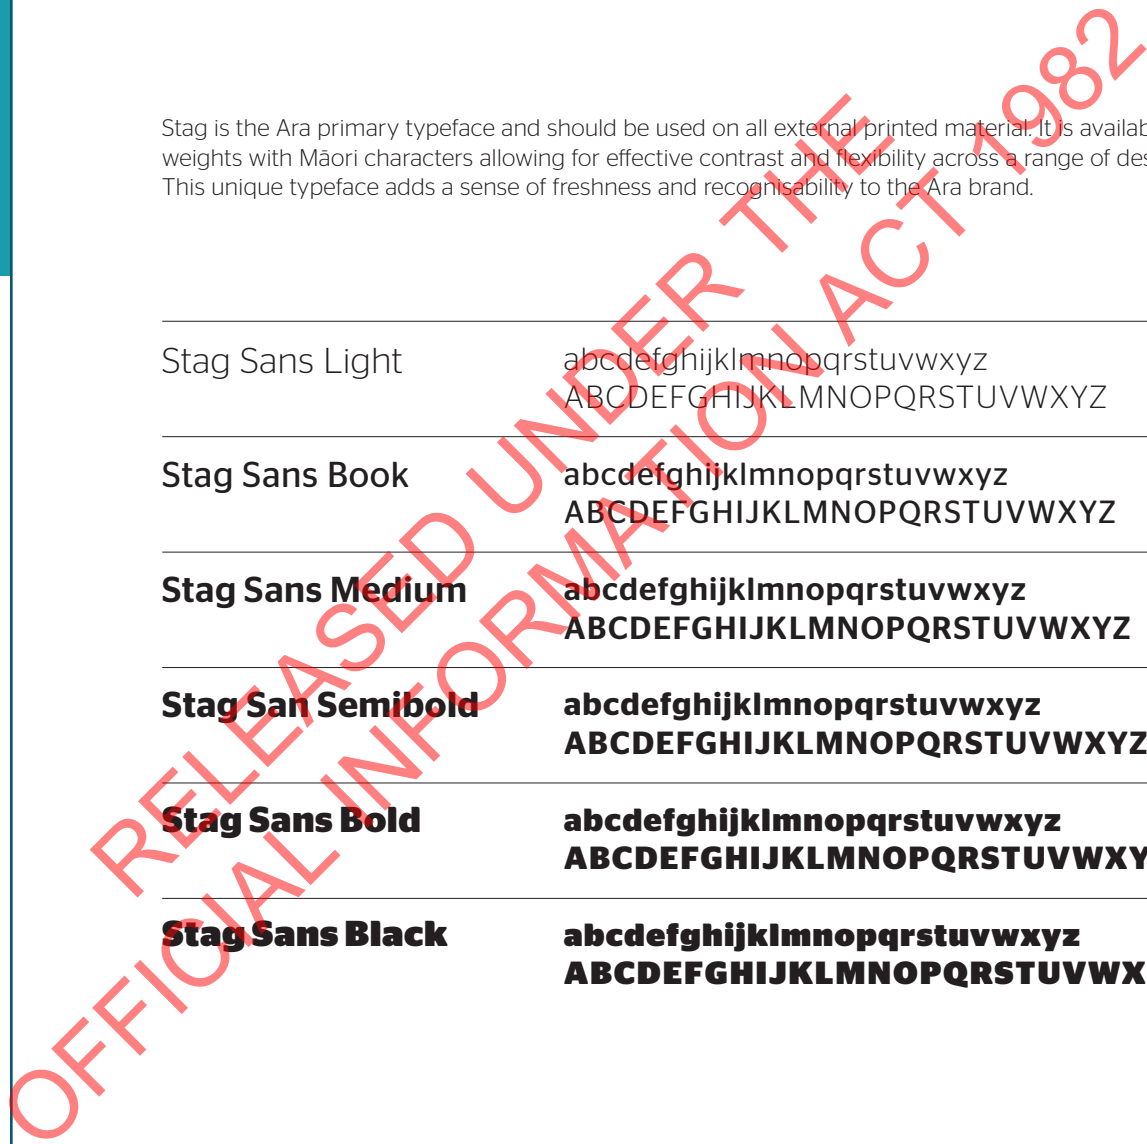 Stag is the Ara primary typeface and should be used on all external printed material. It is
weights with Māori characters allowing for effective contrast and flexibility across a range of
This unique typeface adds a sense of freshness and recognisability to the Ara brand.
Stag Sans Light
abcdefghijklmnopqrstuvwxyz
ABCDEFGHIJKLMNOPQRSTUVWXYZ
Stag Sans Book
abcdefghijklmnopqrstuvwxyz
ABCDEFGHIJKLMNOPQRSTUVWXYZ
Stag Sans Medium
abcdefghijklmnopqrstuvwxyz
ABCDEFGHIJKLMNOPQRSTUVWXYZ
Stag San Semibold
abcdefghijklmnopqrstuvwxyz
ABCDEFGHIJKLMNOPQRSTUVWXYZ
Stag Sans Bold
abcdefghijklmnopqrstuvwxyz
ABCDEFGHIJKLMNOPQRSTUVWXY
Stag Sans Black
abcdefghijklmnopqrstuvwxyz
ABCDEFGHIJKLMNOPQRSTUVWX
RELEASED UNDER THE
OFFICIAL INFORMATION ACT 1982